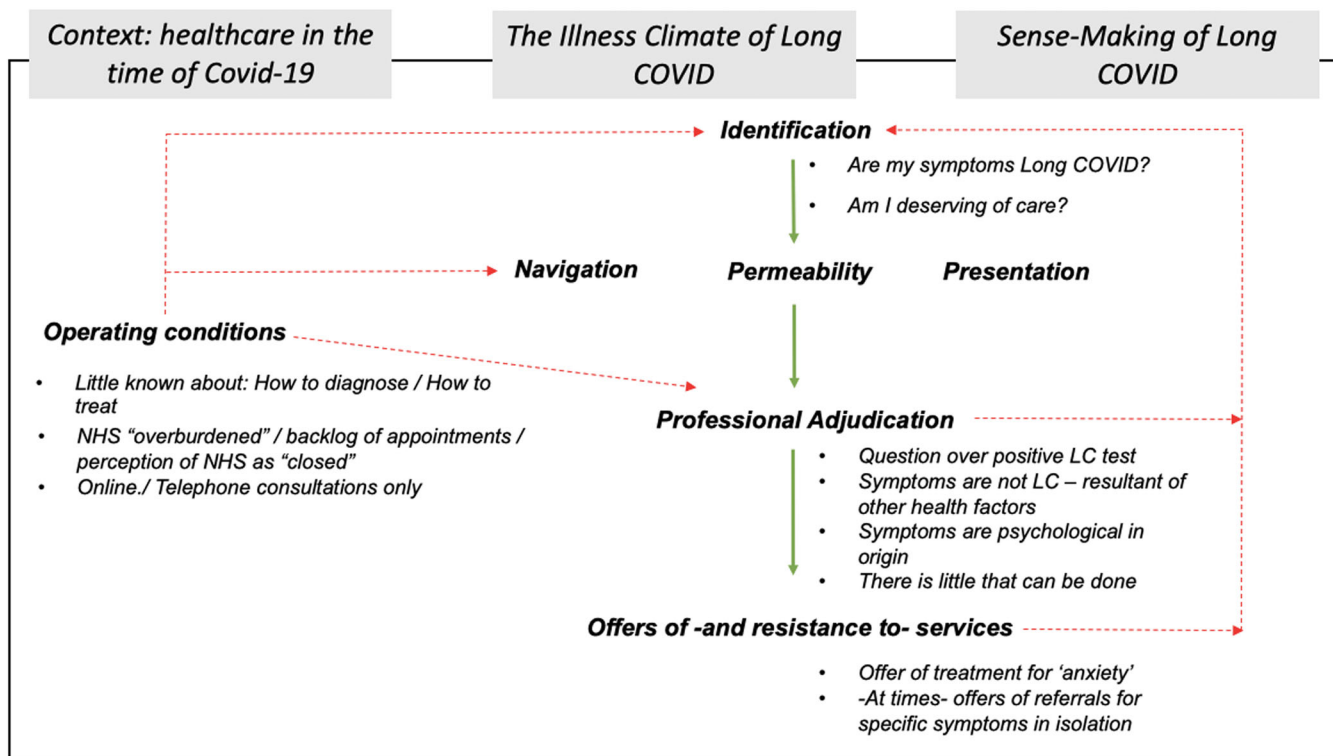 Context: healthcare in the
time of Covid-19
The Illness Climate of Long
COVID
Sense-Making of Long
COVID
Identification
• Are my symptoms Long COVID?
• Am I deserving of care?
Navigation
Permeability
Presentation
Operating conditions
• Little known about: How to diagnose / How to
treat
• NHS “overburdened” / backlog of appointments /
perception of NHS as “closed”
• Online./ Telephone consultations only
Professional Adjudication
• Question over positive LC test
• Symptoms are not LC – resultant of
other health factors
• Symptoms are psychological in
origin
• There is little that can be done
Offers of -and resistance to- services
• Offer of treatment for ‘anxiety’
• -At times- offers of referrals for
specific symptoms in isolation